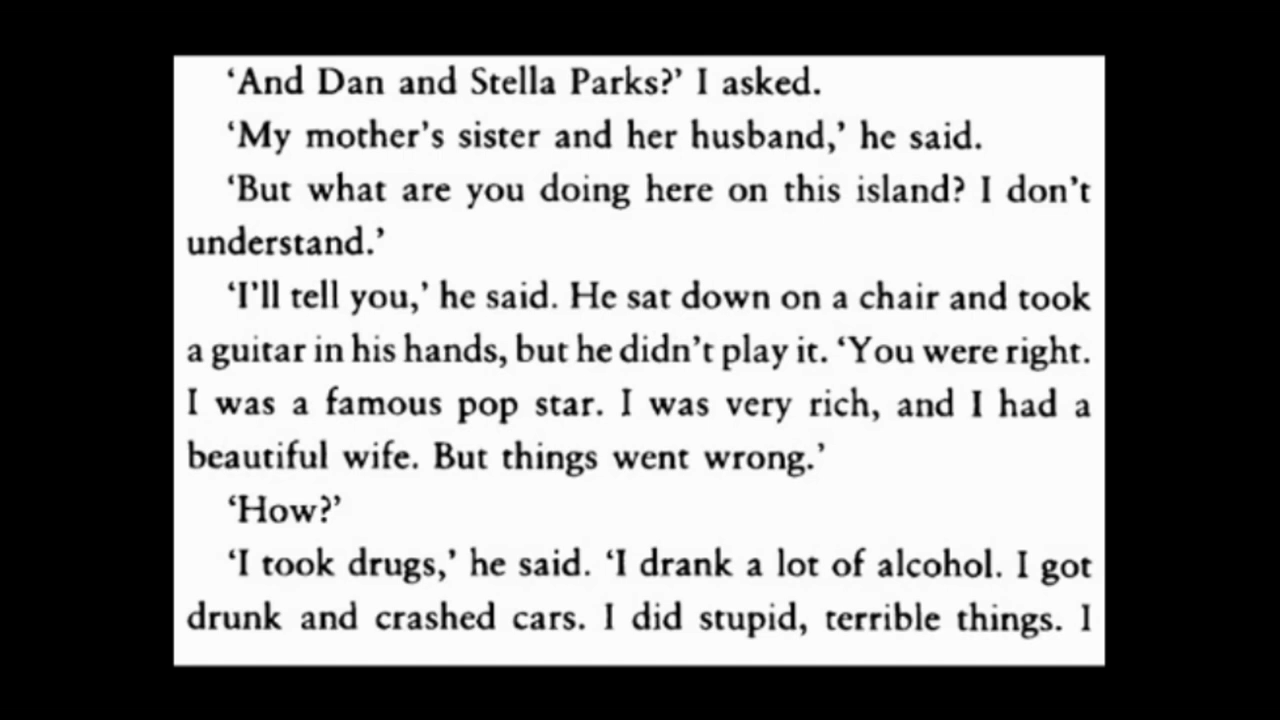 ‘And Dan and Stella Parks?’ I asked.
‘My mother’s sister and her husband,’ he said.
‘But what are you doing here on this island? I don’t
understand.’
‘I’ll tell you,’ he said. He sat down on a chair and took
a guitar in his hands, but he didn’t play it. ‘You were right.
I was a famous pop star. I was very rich, and I had a
beautiful wife. But things went wrong.’
‘How?’
‘I took drugs,’ he said. ‘I drank a lot of alcohol. I got
drunk and crashed cars. I did stupid, terrible things. I